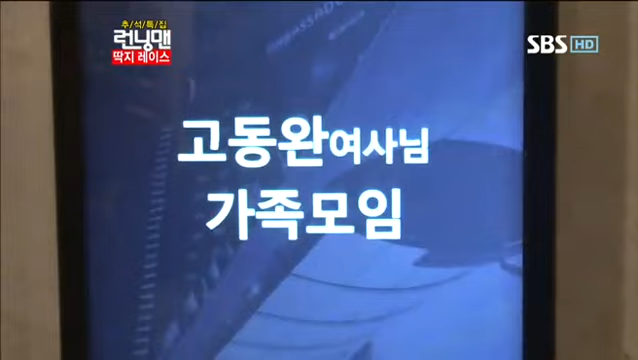 추/석/특/집
런닝맨
딱지 레이스
SBS HD
고동완여사님
가족모임